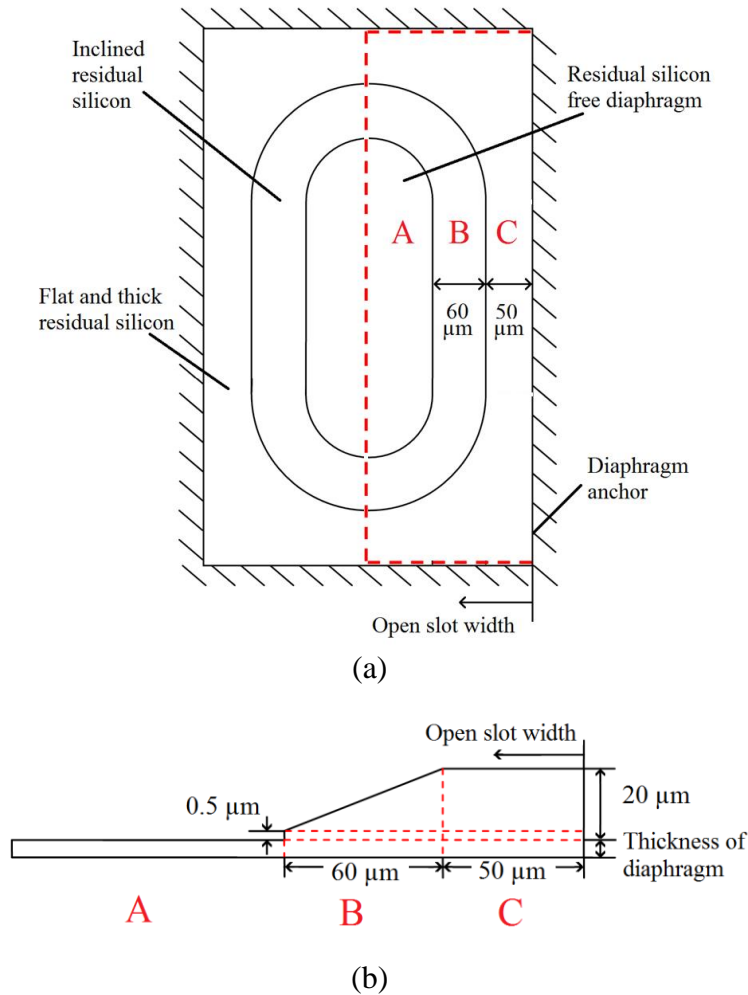 Inclined
residual
silicon
Residual silicon
free diaphragm
A
B
C
60
µm
50
µm
Flat and thick
residual silicon
Diaphragm
anchor
Open slot width
(a)
Open slot width
0.5 µm
20 µm
Thickness of
diaphragm
60 µm
50 µm
A
B
C
(b)